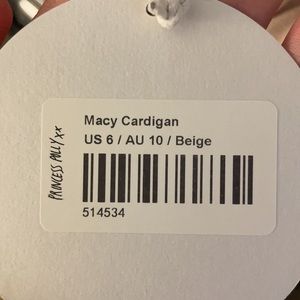 PRINCESS POLLY xx
Macy Cardigan
US 6 / AU 10 / Beige
514534